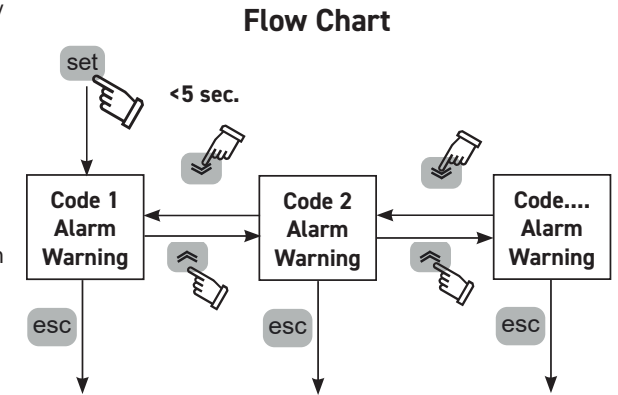 Flow Chart
set
<5 sec.
Code 1
Alarm
Warning
Code 2
Alarm
Warning
Code....
Alarm
Warning
esc
esc
esc